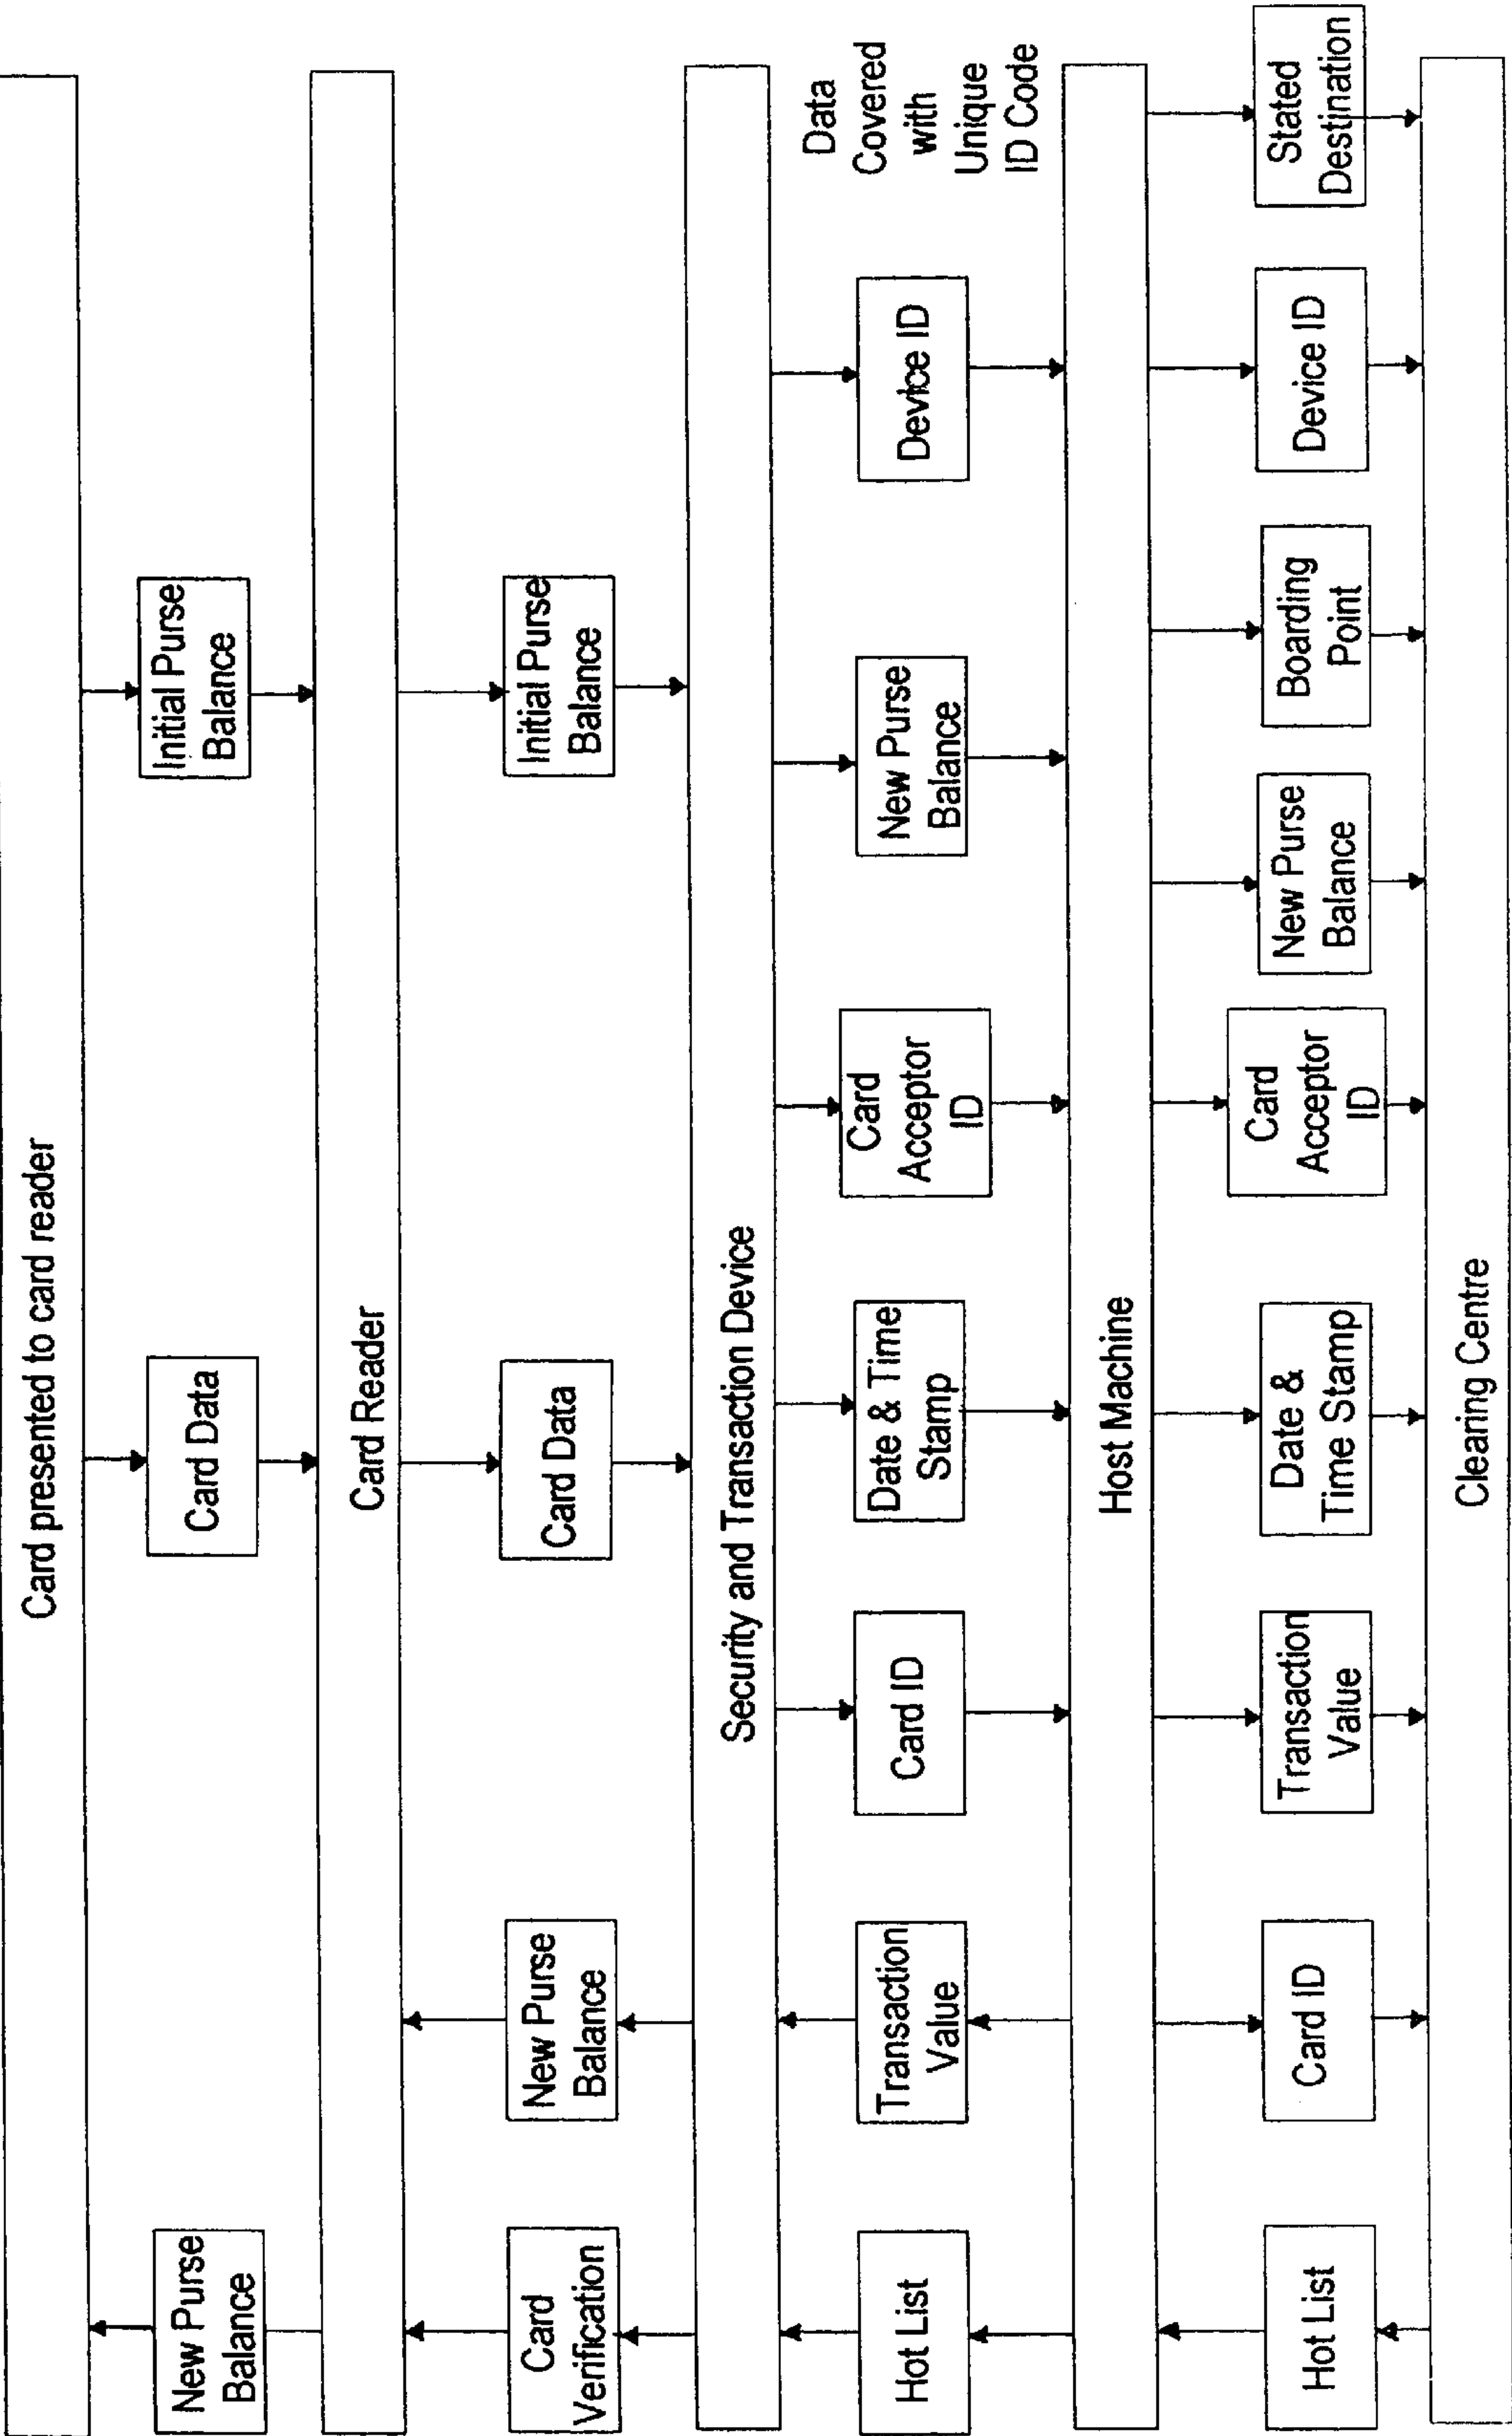 Card presented to card reader
New Purse
Balance
Card Data
Initial Purse
Balance
Card Reader
Card
Verification
New Purse
Balance
Card Data
Initial Purse
Balance
Security and Transaction Device
Hot List
Transaction
Value
Card ID
Date & Time
Stamp
Card
Acceptor
ID
New Purse
Balance
Device ID
Data
Covered
with
Unique
ID Code
Host Machine
Hot List
Card ID
Transaction
Value
Date &
Time Stamp
Card
Acceptor
ID
New Purse
Balance
Boarding
Point
Device ID
Stated
Destination
Clearing Centre